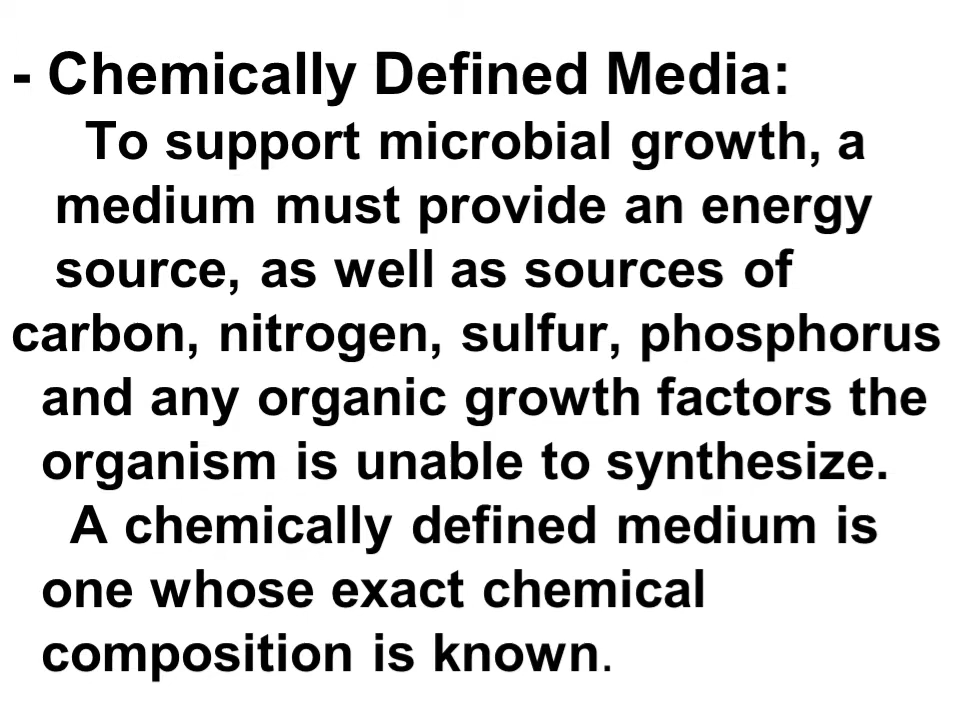 - Chemically Defined Media:
To support microbial growth, a
medium must provide an energy
source, as well as sources of
carbon, nitrogen, sulfur, phosphorus
and any organic growth factors the
organism is unable to synthesize.
A chemically defined medium is
one whose exact chemical
composition is known.